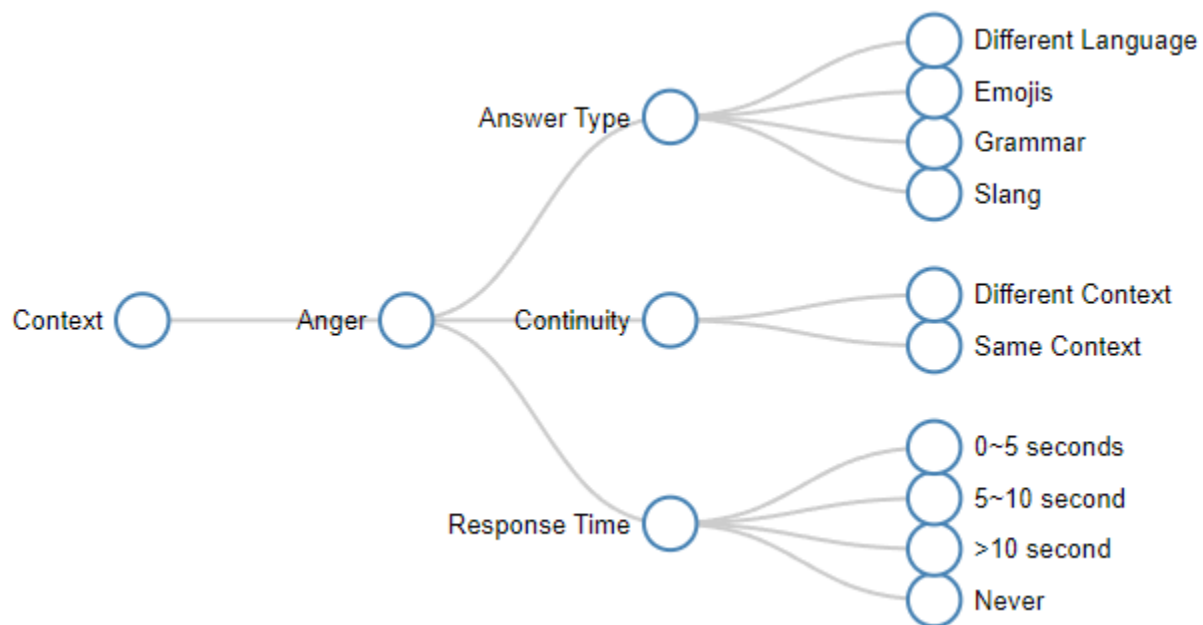 Context
Anger
Answer Type
Different Language
Emojis
Grammar
Slang
Continuity
Different Context
Same Context
Response Time
0~5 seconds
5~10 second
>10 second
Never